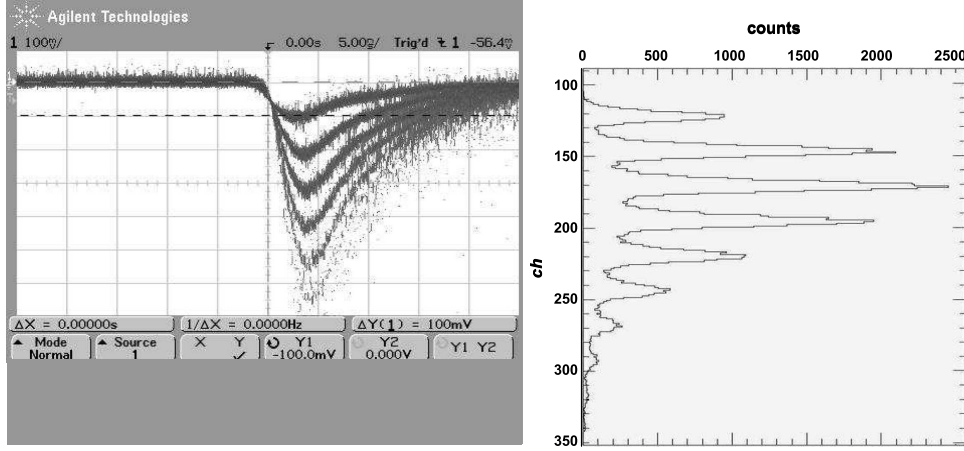 Agilent Technologies
1 100mV/ 0.00s 5.00ns/ Trig'd 1 -56.4mV
ΔX = 0.00000s 1/ΔX = 0.0000Hz ΔY(1) = 100mV
Mode Normal
Source 1
X Y
Y1 -100.0mV
Y2 0.000V
Y1 Y2
counts
0 500 1000 1500 2000 2500
100
150
200
250
300
350
ch